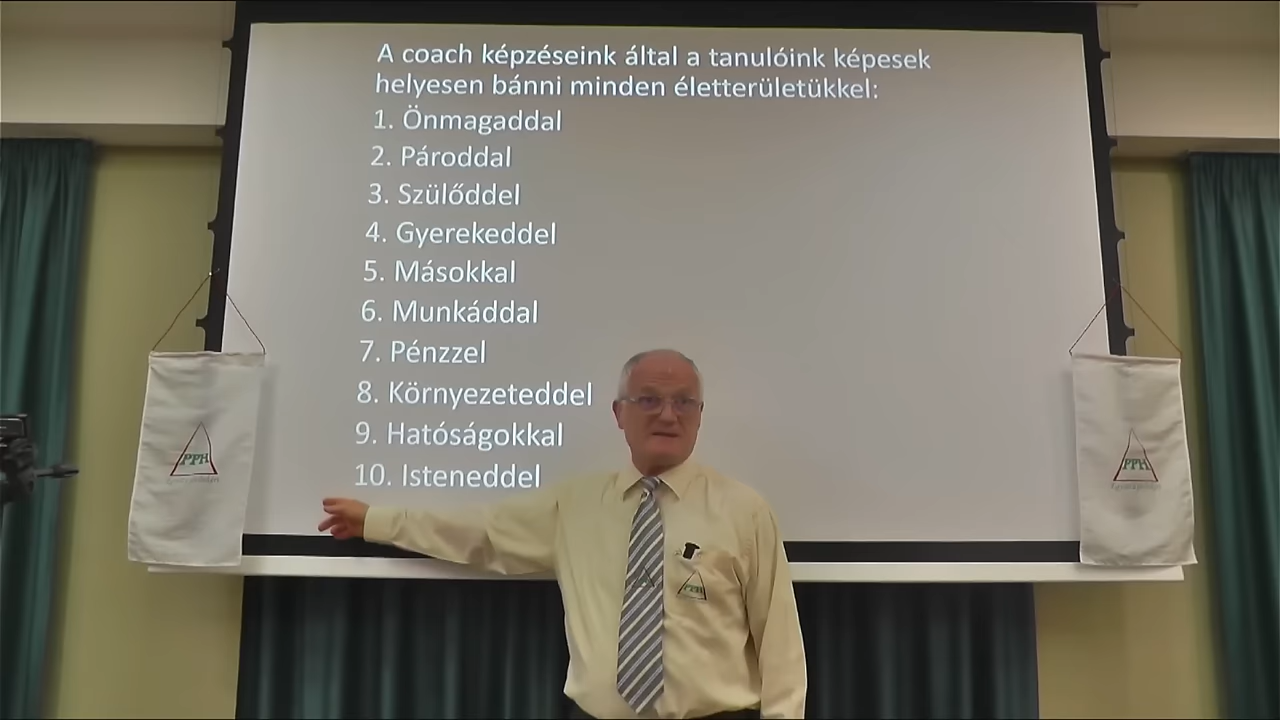 A coach képzéseink által a tanulóink képesek
helyesen bánni minden életterületükkel:
1. Önmagaddal
2. Pároddal
3. Szülőddel
4. Gyerekeddel
5. Másokkal
6. Munkáddal
7. Pénzzel
8. Környezeteddel
9. Hatóságokkal
10. Isteneddel
PPH
PPH
PPH